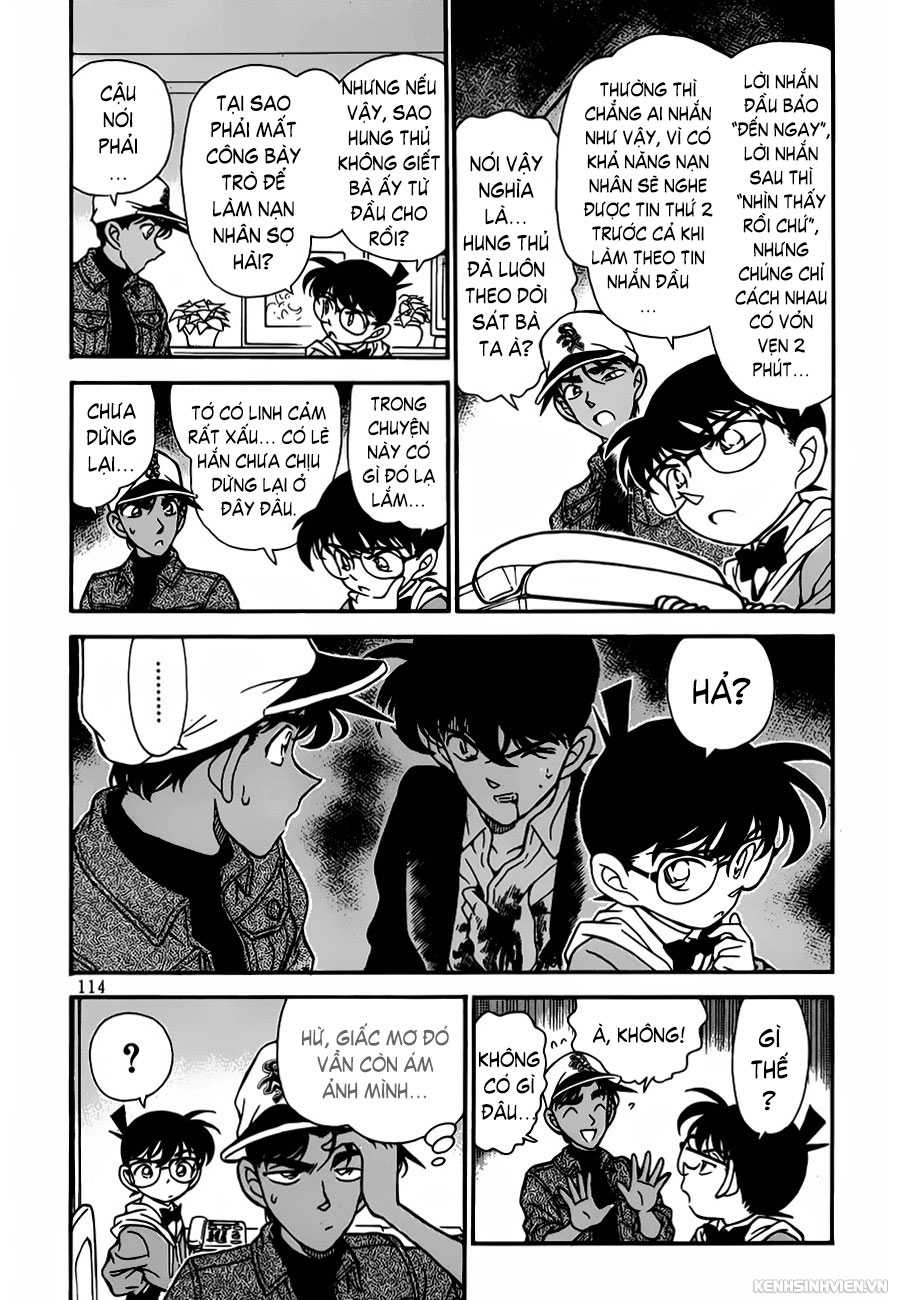 LỜI NHẮN
ĐẦU BẢO
"ĐẾN NGAY",
LỜI NHẮN
SAU THÌ
"NHÌN THẤY
RỒI CHỨ",
NHƯNG
CHÚNG CHỈ
CÁCH NHAU
CÓ VỎN
VẸN 2
PHÚT...
THƯỜNG THÌ
CHẲNG AI NHẮN
NHƯ VẬY, VÌ CÓ
KHẢ NĂNG NẠN
NHÂN SẼ NGHE
ĐƯỢC TIN THỨ 2
TRƯỚC CẢ KHI
LÀM THEO TIN
NHẮN ĐẦU
...
NÓI VẬY
NGHĨA
LÀ...
HUNG THỦ
ĐÃ LUÔN
THEO DÕI
SÁT BÀ
TA À?
NHƯNG NẾU
VẬY, SAO
HUNG THỦ
KHÔNG GIẾT
BÀ ẤY TỪ
ĐẦU CHO
RỒI?
TẠI SAO
PHẢI MẤT
CÔNG BÀY
TRÒ ĐỂ
LÀM NẠN
NHÂN SỢ
HÃI?
CẬU
NÓI
PHẢI
...
TRONG
CHUYỆN
NÀY CÓ
GÌ ĐÓ LẠ
LẮM...
TỚ CÓ LINH CẢM
RẤT XẤU... CÓ LẼ
HẮN CHƯA CHỊU
DỪNG LẠI Ở
ĐÂY ĐÂU.
CHƯA
DỪNG
LẠI...
HẢ?
.........
114
GÌ
THẾ
?
À, KHÔNG!
KHÔNG
CÓ GÌ
ĐÂU...
HỪ, GIẤC MƠ ĐÓ
VẪN CÒN ÁM
ẢNH MÌNH...
?
KENHSINHVIEN.VN